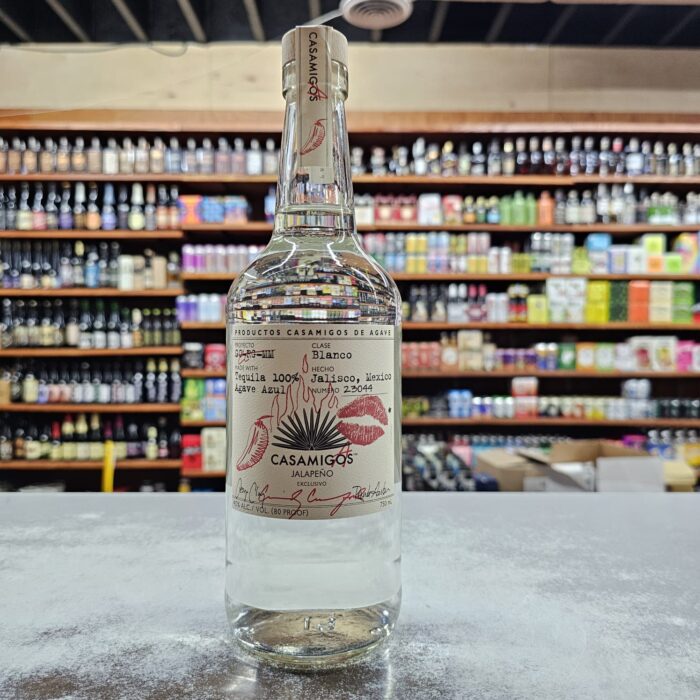 CASAMIGOS
PRODUCTOS CASAMIGOS DE AGAVE
PROYECTO CLASE
Blanco
MADE WITH HECHO
Tequila 100% Jalisco, Mexico
Agave Azul NUMERO 23044
CASAMIGOS
JALAPEÑO
EXCLUSIVO
ALC / VOL. (80 PROOF) 750 mL